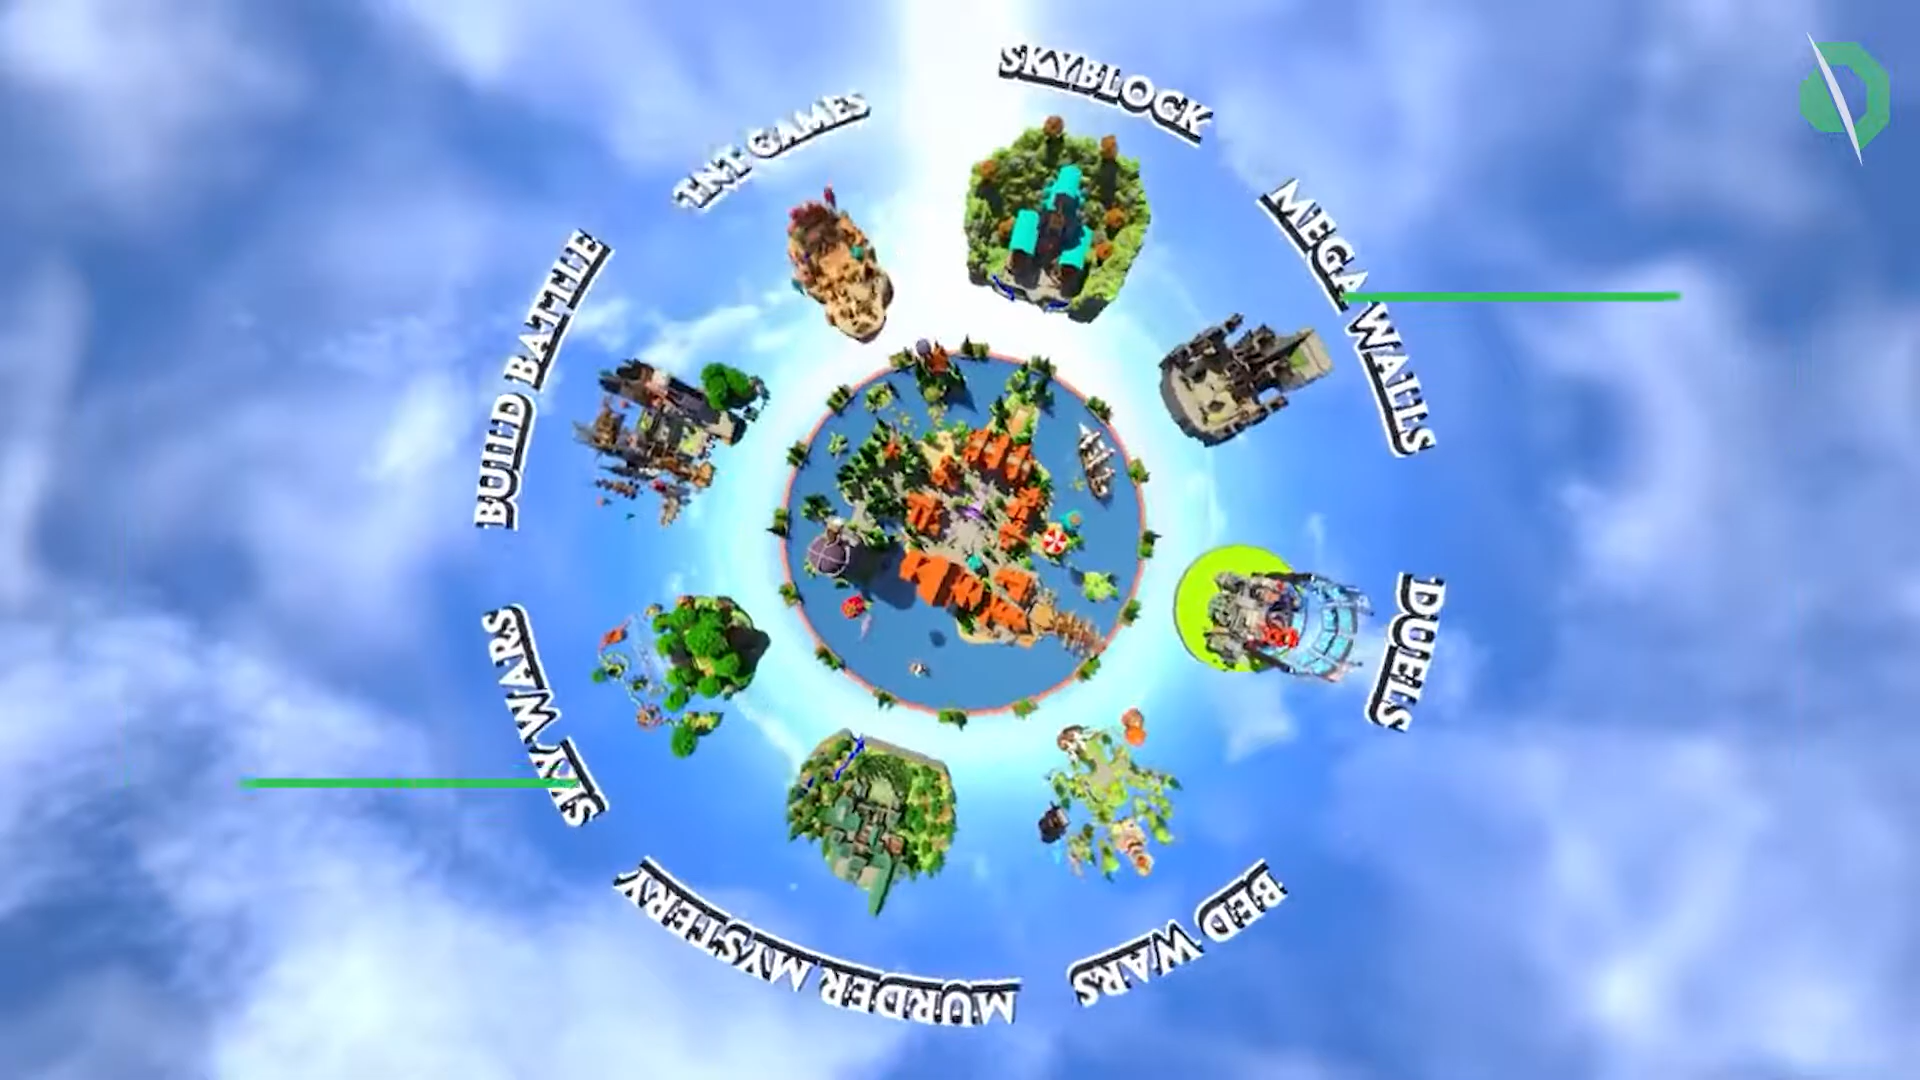 SKYBLOCK
MEGA WALLS
DUELS
BED WARS
MURDER MYSTERY
SKY WARS
BUILD BATTLE
TNT GAMES